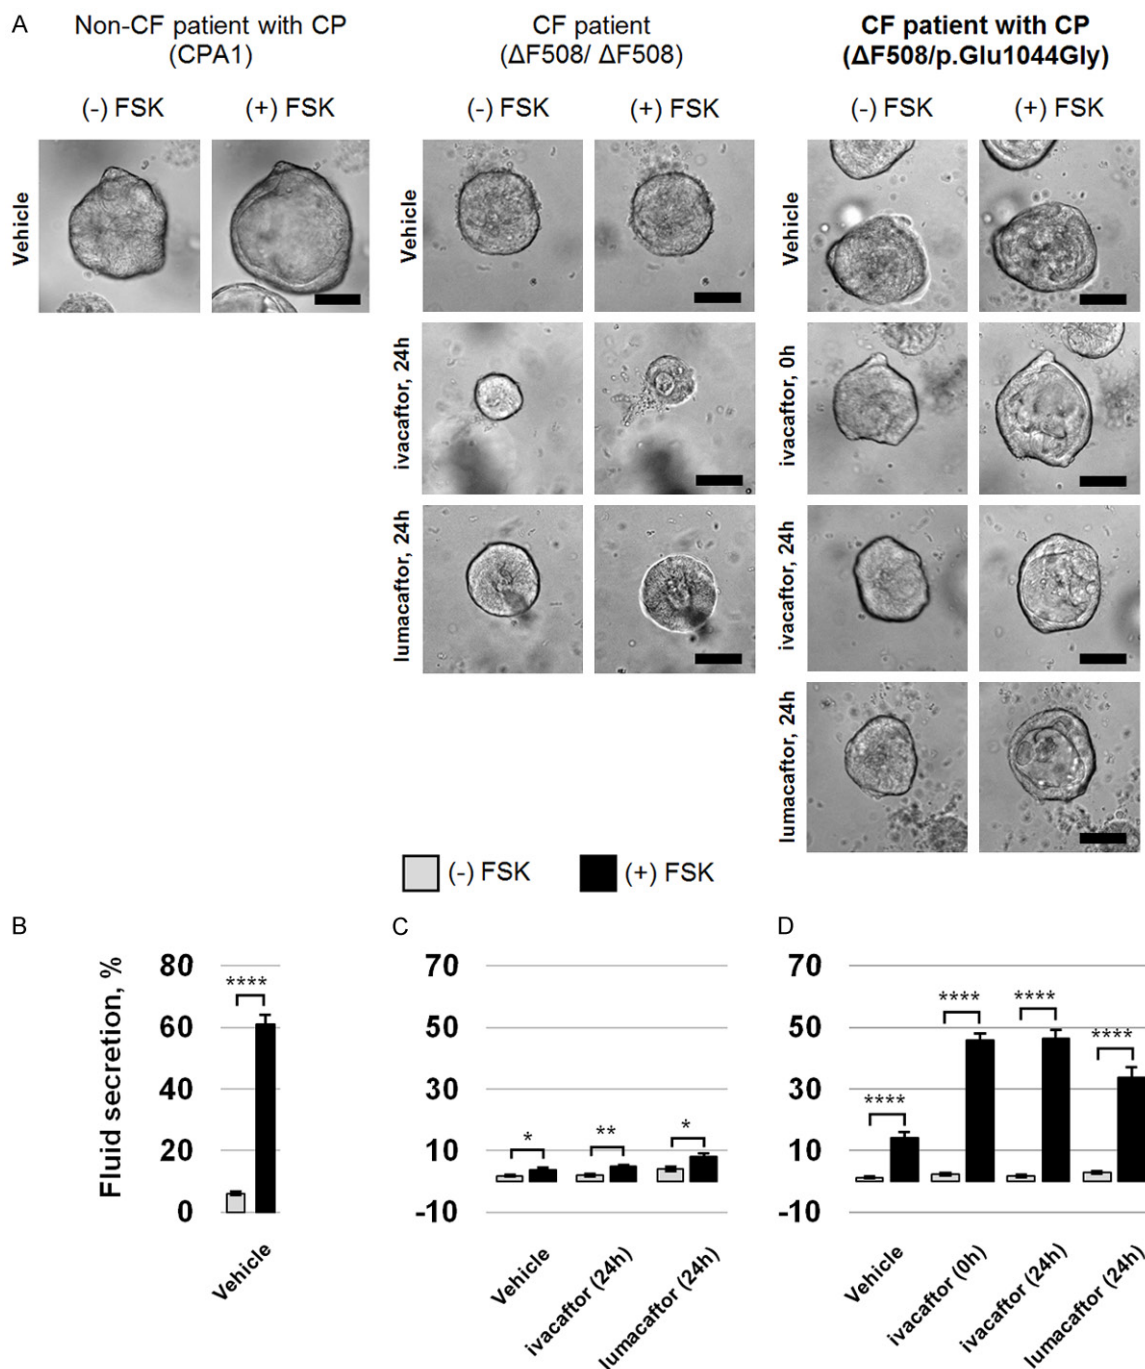 A
Non-CF patient with CP
(CPA1)
(-) FSK
(+) FSK
Vehicle
CF patient
(ΔF508/ ΔF508)
(-) FSK
(+) FSK
Vehicle
ivacaftor, 24h
lumacaftor, 24h
CF patient with CP
(ΔF508/p.Glu1044Gly)
(-) FSK
(+) FSK
Vehicle
ivacaftor, 0h
ivacaftor, 24h
lumacaftor, 24h
(-) FSK
(+) FSK
B
Fluid secretion, %
80
60
40
20
0
****
Vehicle
C
70
50
30
10
-10
*
**
*
Vehicle
ivacaftor (24h)
lumacaftor (24h)
D
70
50
30
10
-10
****
****
****
****
Vehicle
ivacaftor (0h)
ivacaftor (24h)
lumacaftor (24h)